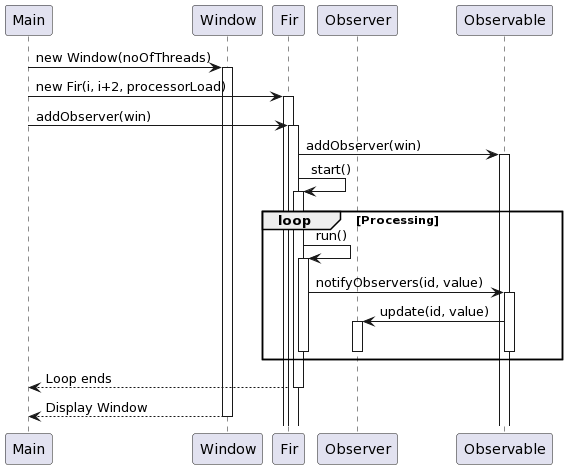 Main Window Fir Observer Observable
new Window(noOfThreads)
new Fir(i, i+2, processorLoad)
addObserver(win)
addObserver(win)
start()
loop [Processing]
run()
notifyObservers(id, value)
update(id, value)
Loop ends
Display Window
Main Window Fir Observer Observable